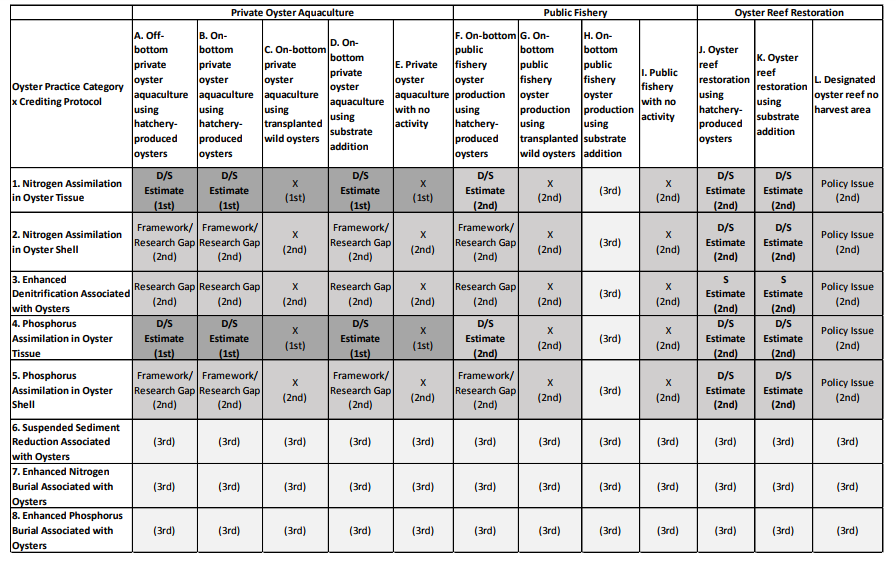 Private Oyster Aquaculture
Public Fishery
Oyster Reef Restoration
Oyster Practice Category
x Crediting Protocol
A. Off-
bottom
private
oyster
aquaculture
using
hatchery-
produced
oysters
B. On-
bottom
private
oyster
aquaculture
using
hatchery-
produced
oysters
C. On-bottom
private
oyster
aquaculture
using
transplanted
wild oysters
D. On-
bottom
private
oyster
aquaculture
using
substrate
addition
E. Private
oyster
aquaculture
with no
activity
F. On-bottom
public
fishery
oyster
production
using
hatchery-
produced
oysters
G. On-
bottom
public
fishery
oyster
production
using
transplanted
wild oysters
H. On-
bottom
public
fishery
oyster
production
using
substrate
addition
I. Public
fishery
with no
activity
J. Oyster
reef
restoration
using
hatchery-
produced
oysters
K. Oyster
reef
restoration
using
substrate
addition
L. Designated
oyster reef no
harvest area
1. Nitrogen Assimilation
in Oyster Tissue
D/S
Estimate
(1st)
D/S
Estimate
(1st)
X
(1st)
D/S
Estimate
(1st)
X
(1st)
D/S
Estimate
(2nd)
X
(2nd)
(3rd)
X
(2nd)
D/S
Estimate
(2nd)
D/S
Estimate
(2nd)
Policy Issue
(2nd)
2. Nitrogen Assimilation
in Oyster Shell
Framework/
Research Gap
(2nd)
Framework/
Research Gap
(2nd)
X
(2nd)
Framework/
Research Gap
(2nd)
X
(2nd)
Framework/
Research Gap
(2nd)
X
(2nd)
(3rd)
X
(2nd)
D/S
Estimate
(2nd)
D/S
Estimate
(2nd)
Policy Issue
(2nd)
3. Enhanced
Denitrification Associated
with Oysters
Research Gap
(2nd)
Research Gap
(2nd)
X
(2nd)
Research Gap
(2nd)
X
(2nd)
Research Gap
(2nd)
X
(2nd)
(3rd)
X
(2nd)
S
Estimate
(2nd)
S
Estimate
(2nd)
Policy Issue
(2nd)
4. Phosphorus
Assimilation in Oyster
Tissue
D/S
Estimate
(1st)
D/S
Estimate
(1st)
X
(1st)
D/S
Estimate
(1st)
X
(1st)
D/S
Estimate
(2nd)
X
(2nd)
(3rd)
X
(2nd)
D/S
Estimate
(2nd)
D/S
Estimate
(2nd)
Policy Issue
(2nd)
5. Phosphorus
Assimilation in Oyster
Shell
Framework/
Research Gap
(2nd)
Framework/
Research Gap
(2nd)
X
(2nd)
Framework/
Research Gap
(2nd)
X
(2nd)
Framework/
Research Gap
(2nd)
X
(2nd)
(3rd)
X
(2nd)
D/S
Estimate
(2nd)
D/S
Estimate
(2nd)
Policy Issue
(2nd)
6. Suspended Sediment
Reduction Associated
with Oysters
(3rd) (3rd) (3rd) (3rd) (3rd) (3rd) (3rd) (3rd) (3rd) (3rd) (3rd) (3rd)
7. Enhanced Nitrogen
Burial Associated with
Oysters
(3rd) (3rd) (3rd) (3rd) (3rd) (3rd) (3rd) (3rd) (3rd) (3rd) (3rd) (3rd)
8. Enhanced Phosphorus
Burial Associated with
Oysters
(3rd) (3rd) (3rd) (3rd) (3rd) (3rd) (3rd) (3rd) (3rd) (3rd) (3rd) (3rd)